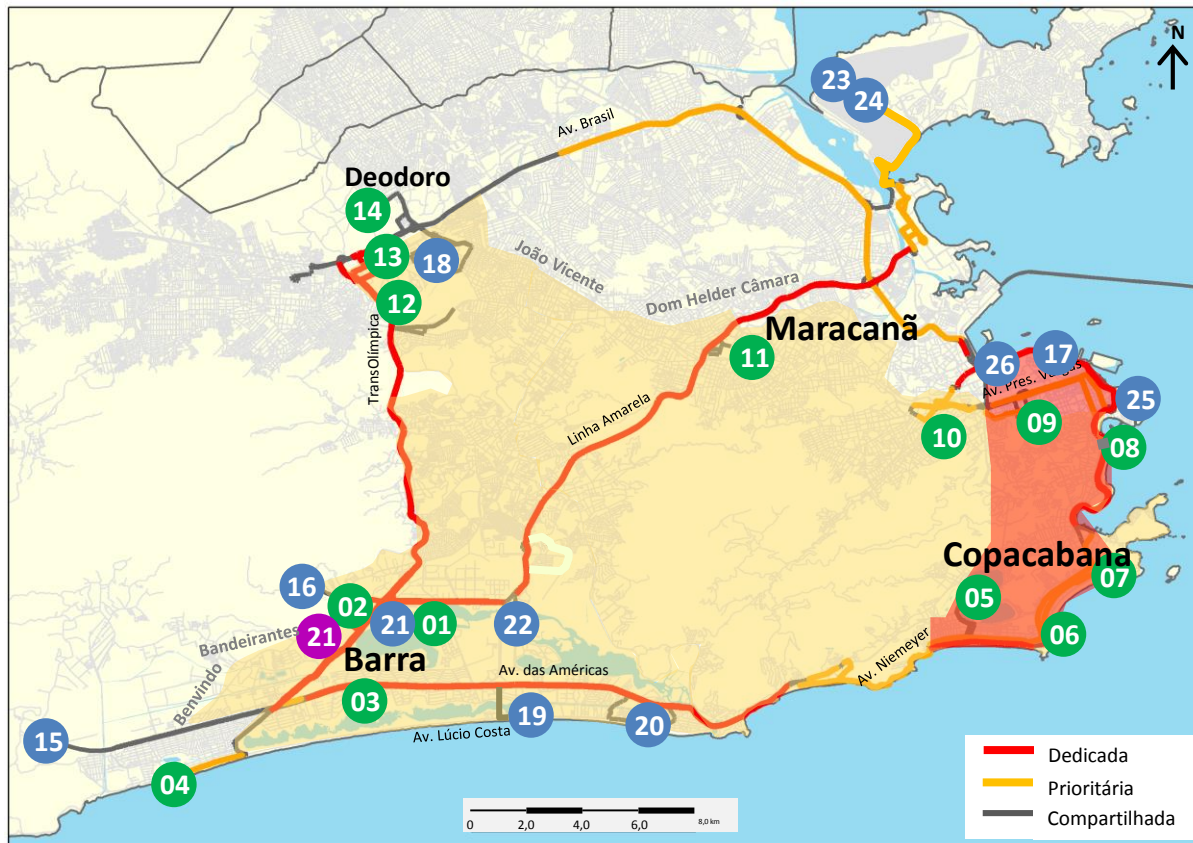 N
23
24
Av. Brasil
Deodoro
14
13
18
João Vicente
12
Dom Helder Câmara
Maracanã
TransOlímpica
11
26
17
Av. Pres. Vargas
25
Linha Amarela
10
09
08
Copacabana
16
02
05
07
Bandeirantes
21
21
01
22
06
Barra
Av. Niemeyer
Benvindo
Av. das Américas
03
19
20
15
Av. Lúcio Costa
04
Dedicada
Prioritária
Compartilhada
0 2,0 4,0 6,0 8,0 km